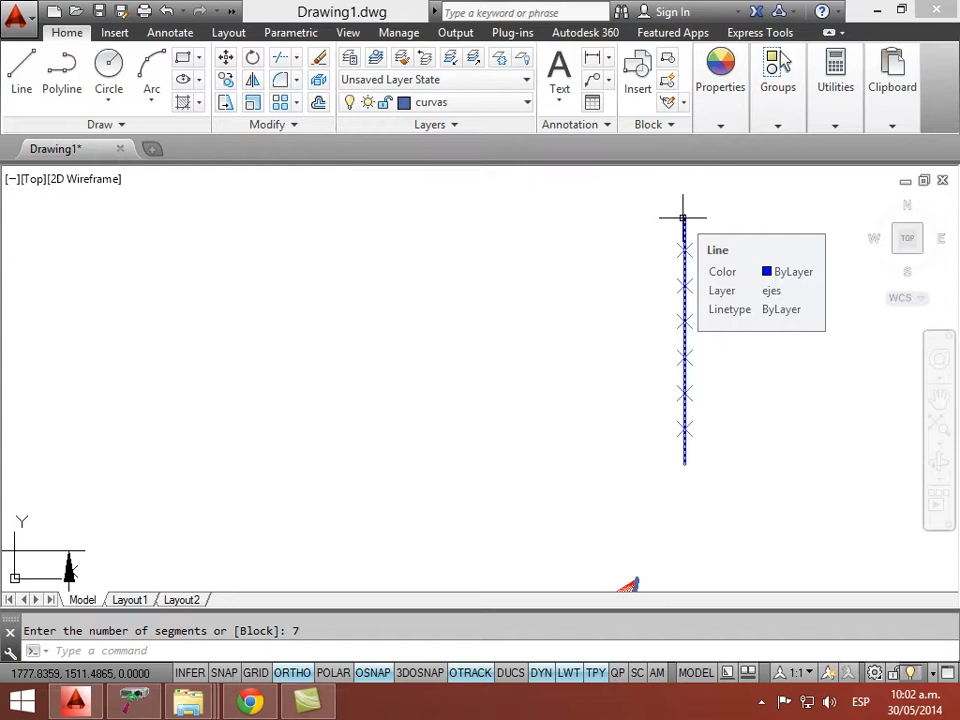 Drawing1.dwg
Type a keyword or phrase
Sign In
Home Insert Annotate Layout Parametric View Manage Output Plug-ins Autodesk 360 Featured Apps Express Tools
Line Polyline Circle Arc
Unsaved Layer State
curvas
Text Insert Properties Groups Utilities Clipboard
Draw Modify Layers Annotation Block
Drawing1*
[−][Top][2D Wireframe]
N
W TOP E
S
WCS
Line
Color ByLayer
Layer ejes
Linetype ByLayer
Y
Model Layout1 Layout2
Enter the number of segments or [Block]: 7
Type a command
1777.8359, 1511.4865, 0.0000 INFER SNAP GRID ORTHO POLAR OSNAP 3DOSNAP OTRACK DUCS DYN LWT TPY QP SC AM MODEL 1:1
ESP
10:02 a.m.
30/05/2014